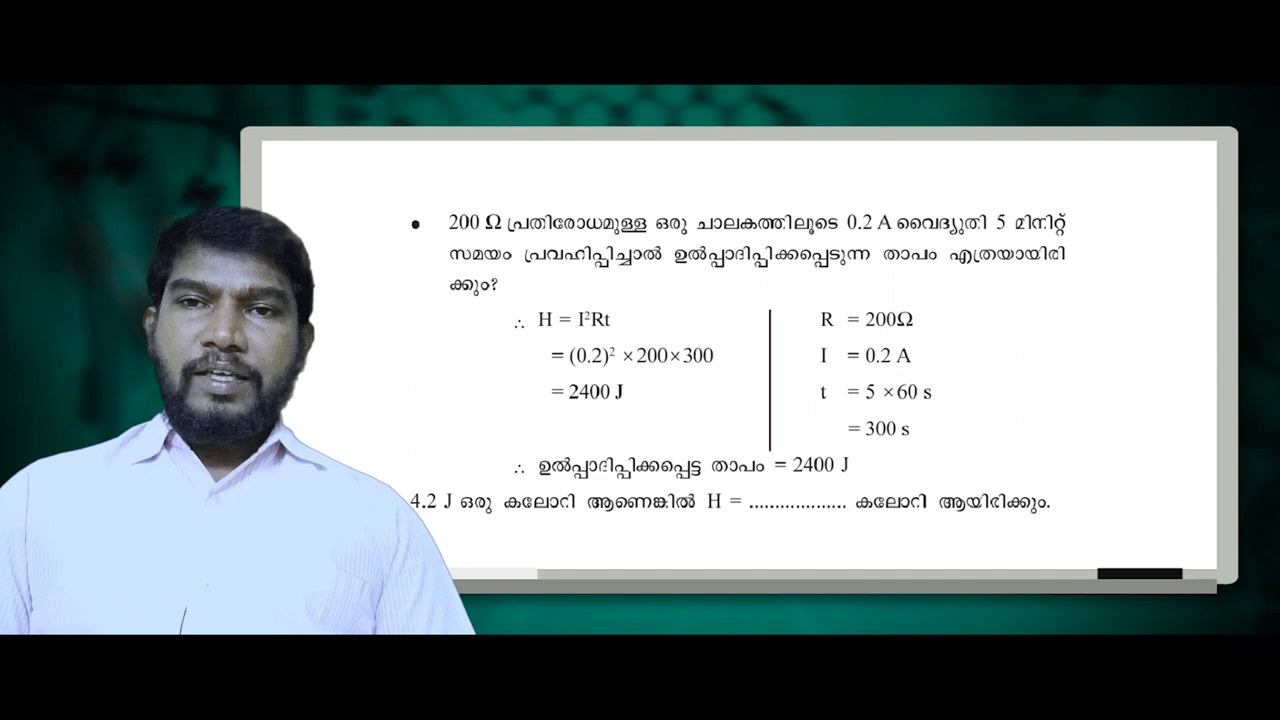 • 200 Ω പ്രതിരോധമുള്ള ഒരു ചാലകത്തിലൂടെ 0.2 A വൈദ്യുതി 5 മിനിറ്റ്
സമയം പ്രവഹിപ്പിച്ചാൽ ഉൽപ്പാദിപ്പിക്കപ്പെടുന്ന താപം എത്രയായിരി
ക്കും?
∴ H = I²Rt
= (0.2)² ×200×300
= 2400 J
R = 200Ω
I = 0.2 A
t = 5 ×60 s
= 300 s
∴ ഉൽപ്പാദിപ്പിക്കപ്പെട്ട താപം = 2400 J
4.2 J ഒരു കലോറി ആണെങ്കിൽ H = ................... കലോറി ആയിരിക്കും.